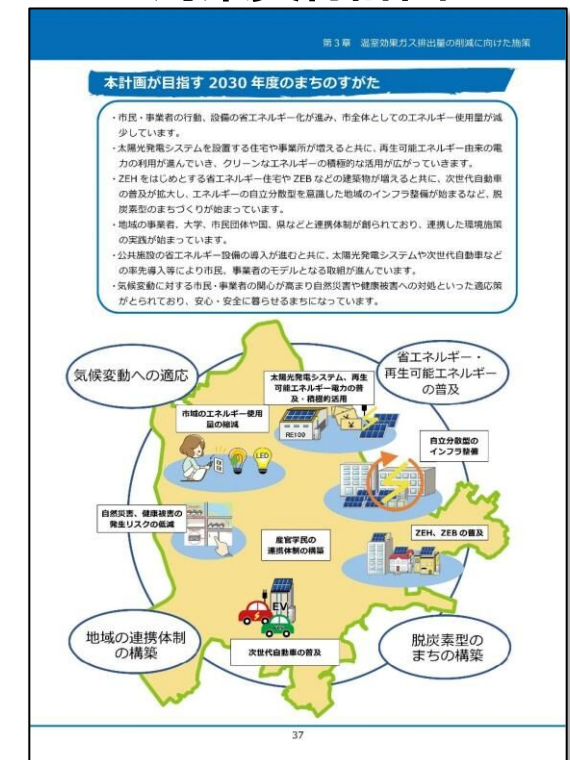 第3章　温室効果ガス排出量の削減に向けた施策
本計画が目指す 2030 年度のまちのすがた
・市民・事業者の行動、設備の省エネルギー化が進み、市全体としてのエネルギー使用量が減
少しています。
・太陽光発電システムを設置する住宅や事業所が増えると共に、再生可能エネルギー由来の電
力の利用が進んでいき、クリーンなエネルギーの積極的な活用が広がっていきます。
・ZEH をはじめとする省エネルギー住宅や ZEB などの建築物が増えると共に、次世代自動車
の普及が拡大し、エネルギーの自立分散型を意識した地域のインフラ整備が始まるなど、脱
炭素型のまちづくりが始まっています。
・地域の事業者、大学、市民団体や国、県などと連携体制が創られており、連携した環境施策
の実践が始まっています。
・公共施設の省エネルギー設備の導入が進むと共に、太陽光発電システムや次世代自動車など
の率先導入等により市民、事業者のモデルとなる取組が進んでいます。
・気候変動に対する市民・事業者の関心が高まり自然災害や健康被害への対処といった適応策
がとられており、安心・安全に暮らせるまちになっています。
気候変動への適応
省エネルギー・
再生可能エネルギー
の普及
太陽光発電システム、再生
可能エネルギー電力の普
及・積極的活用
市域のエネルギー使用
量の縮減
RE100
LED
自立分散型の
インフラ整備
自然災害、健康被害の
発生リスクの低減
産官学民の
連携体制の構築
ZEH、ZEB の普及
EV
次世代自動車の普及
地域の連携体制
の構築
脱炭素型の
まちの構築
37